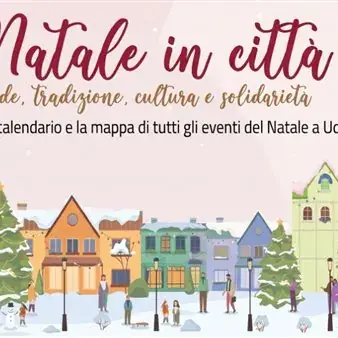 Natale in città
de, tradizione, cultura e solidarietà
calendario e la mappa di tutti gli eventi del Natale a Ud